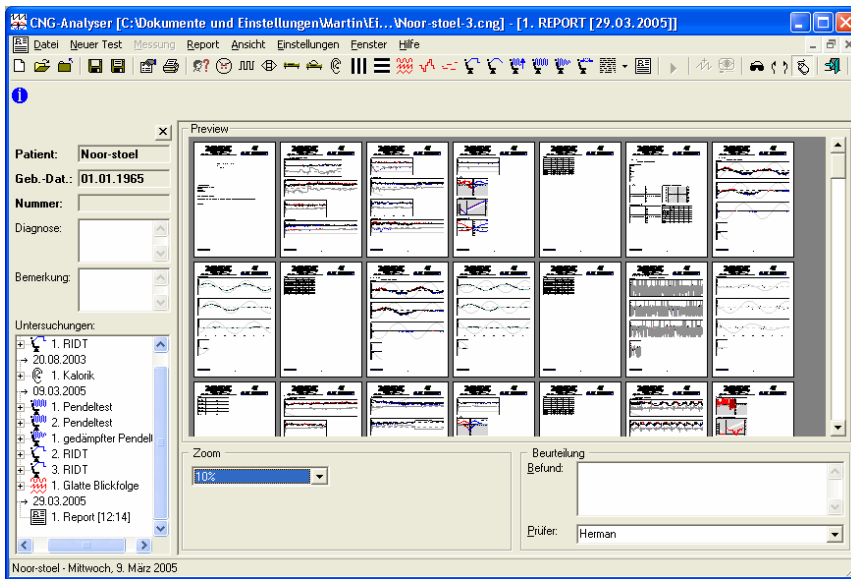 CNG-Analyser [C:\Dokumente und Einstellungen\Martin\Ei...\Noor-stoel-3.cng] - [1. REPORT [29.03.2005]]
Datei Neuer Test Messung Report Ansicht Einstellungen Fenster Hilfe
Preview
Patient: Noor-stoel
Geb.-Dat.: 01.01.1965
Nummer:
Diagnose:
Bemerkung:
Untersuchungen:
1. RIDT
20.08.2003
1. Kalorik
09.03.2005
1. Pendeltest
2. Pendeltest
1. gedämpfter Pendelt
2. RIDT
3. RIDT
1. Glatte Blickfolge
29.03.2005
1. Report [12:14]
Zoom
10%
Beurteilung
Befund:
Prüfer: Herman
Noor-stoel - Mittwoch, 9. März 2005